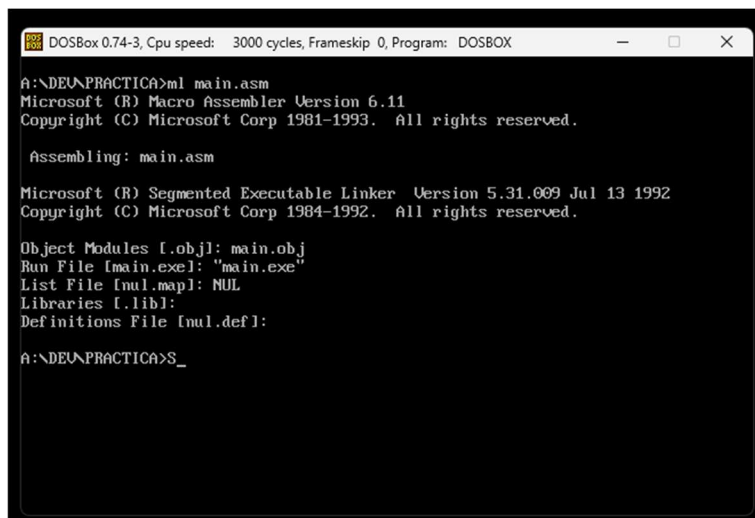 DOSBox 0.74-3, Cpu speed: 3000 cycles, Frameskip 0, Program: DOSBOX
A:\DEV\PRACTICA>ml main.asm
Microsoft (R) Macro Assembler Version 6.11
Copyright (C) Microsoft Corp 1981-1993. All rights reserved.
Assembling: main.asm
Microsoft (R) Segmented Executable Linker Version 5.31.009 Jul 13 1992
Copyright (C) Microsoft Corp 1984-1992. All rights reserved.
Object Modules [.obj]: main.obj
Run File [main.exe]: "main.exe"
List File [nul.map]: NUL
Libraries [.lib]:
Definitions File [nul.def]:
A:\DEV\PRACTICA>S_